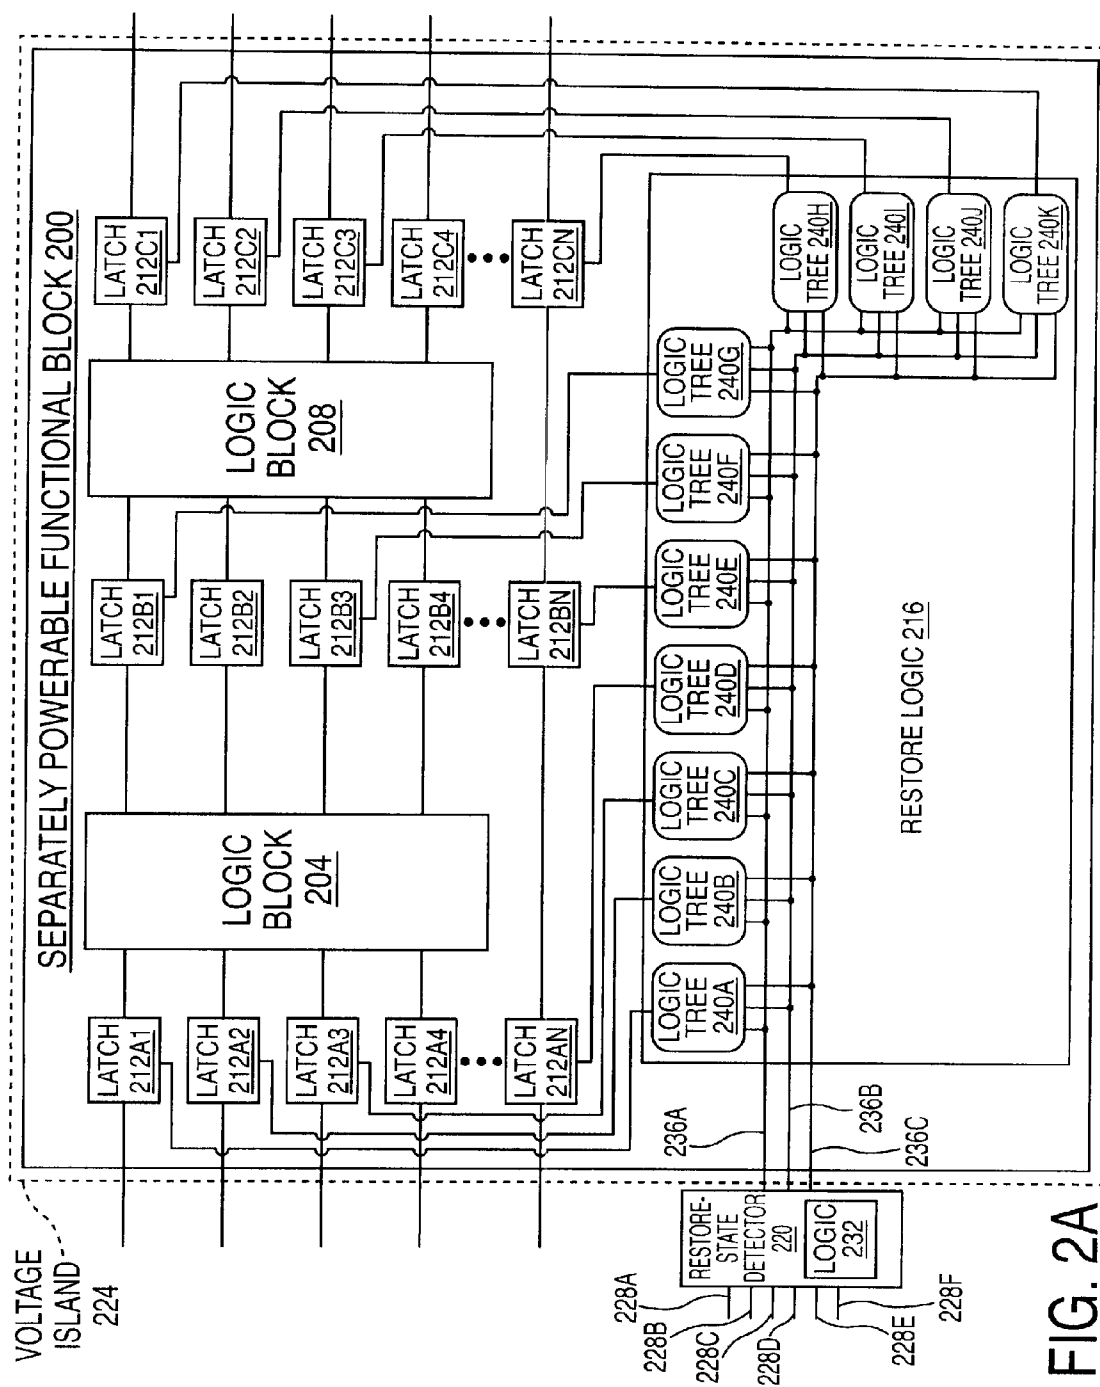 VOLTAGE
ISLAND
224
SEPARATELY POWERABLE FUNCTIONAL BLOCK 200
LATCH
212A1
LATCH
212A2
LATCH
212A3
LATCH
212A4
LATCH
212AN
LOGIC
BLOCK
204
LATCH
212B1
LATCH
212B2
LATCH
212B3
LATCH
212B4
LATCH
212BN
LOGIC
BLOCK
208
LATCH
212C1
LATCH
212C2
LATCH
212C3
LATCH
212C4
LATCH
212CN
LOGIC
TREE
240A
LOGIC
TREE
240B
LOGIC
TREE
240C
LOGIC
TREE
240D
LOGIC
TREE
240E
LOGIC
TREE
240F
LOGIC
TREE
240G
LOGIC
TREE 240H
LOGIC
TREE 240I
LOGIC
TREE 240J
LOGIC
TREE 240K
RESTORE LOGIC 216
236A
236B
236C
RESTORE-
STATE
DETECTOR
220
LOGIC
232
228A
228B
228C
228D
228E
228F
FIG. 2A